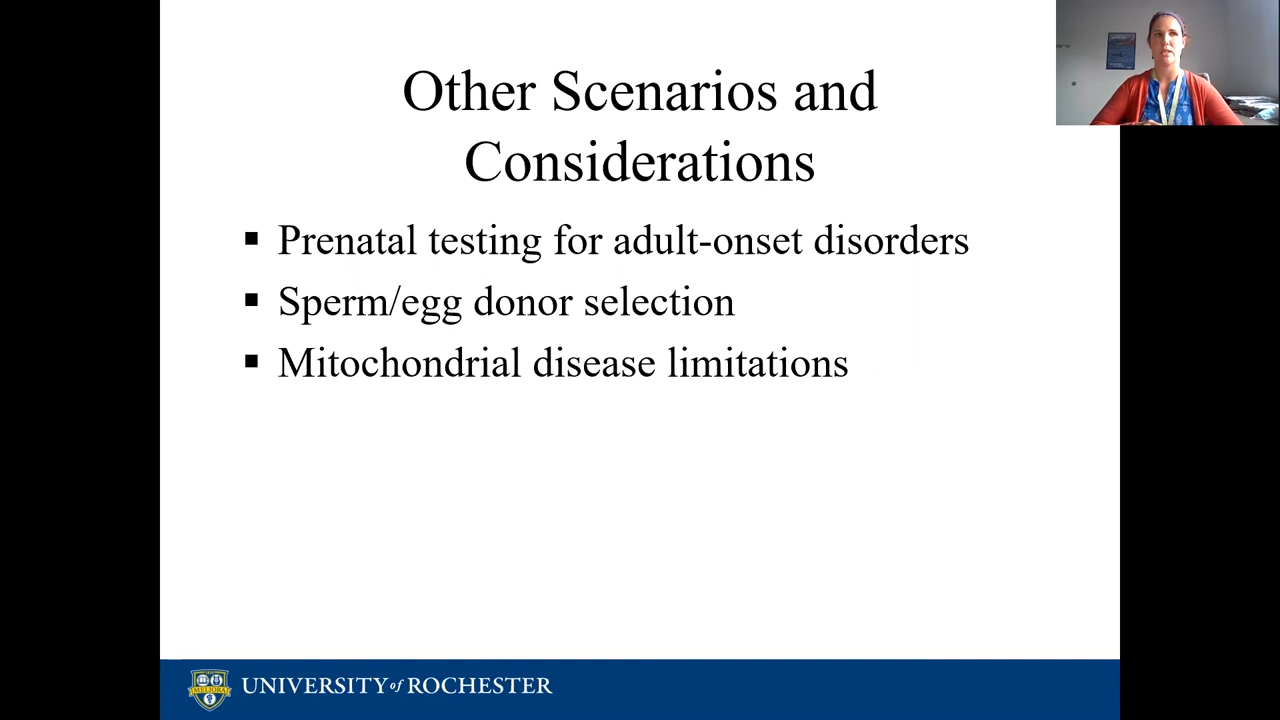 Other Scenarios and
Considerations
▪ Prenatal testing for adult-onset disorders
▪ Sperm/egg donor selection
▪ Mitochondrial disease limitations
MELIORA
UNIVERSITY of ROCHESTER